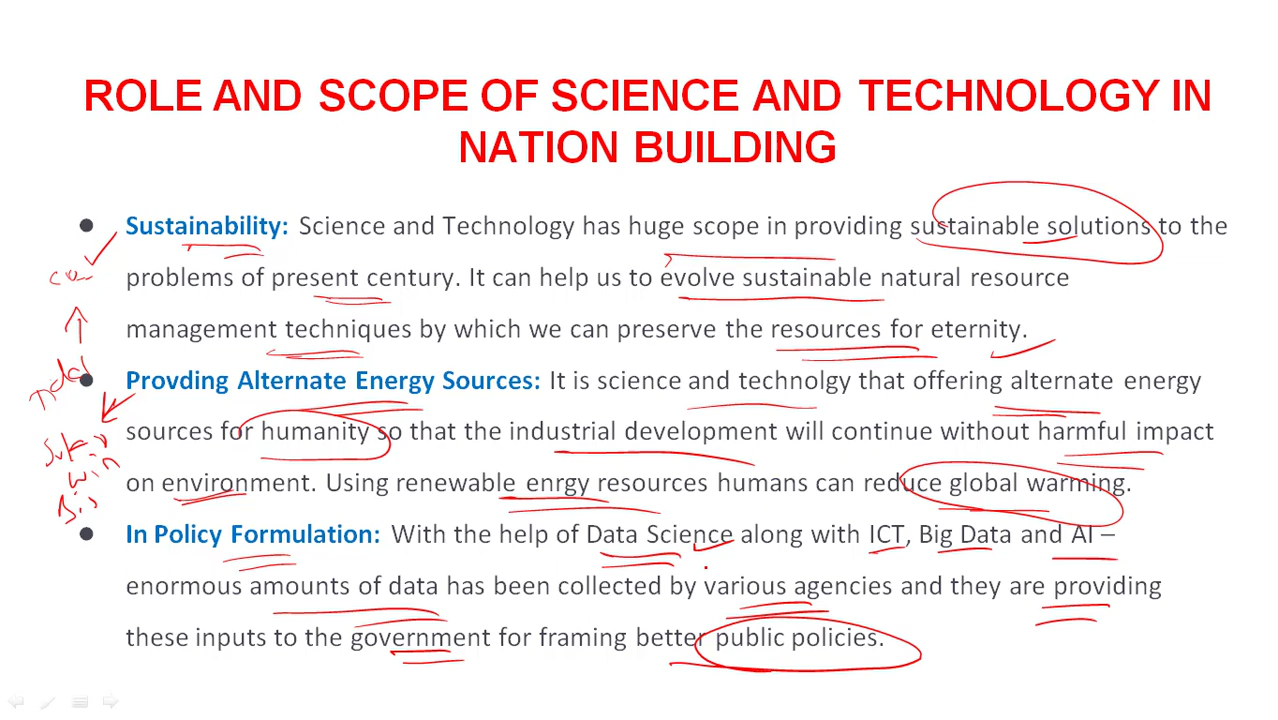 ROLE AND SCOPE OF SCIENCE AND TECHNOLOGY IN
NATION BUILDING
● Sustainability: Science and Technology has huge scope in providing sustainable solutions to the
problems of present century. It can help us to evolve sustainable natural resource
management techniques by which we can preserve the resources for eternity.
● Provding Alternate Energy Sources: It is science and technolgy that offering alternate energy
sources for humanity so that the industrial development will continue without harmful impact
on environment. Using renewable enrgy resources humans can reduce global warming.
● In Policy Formulation: With the help of Data Science along with ICT, Big Data and AI –
enormous amounts of data has been collected by various agencies and they are providing
these inputs to the government for framing better public policies.